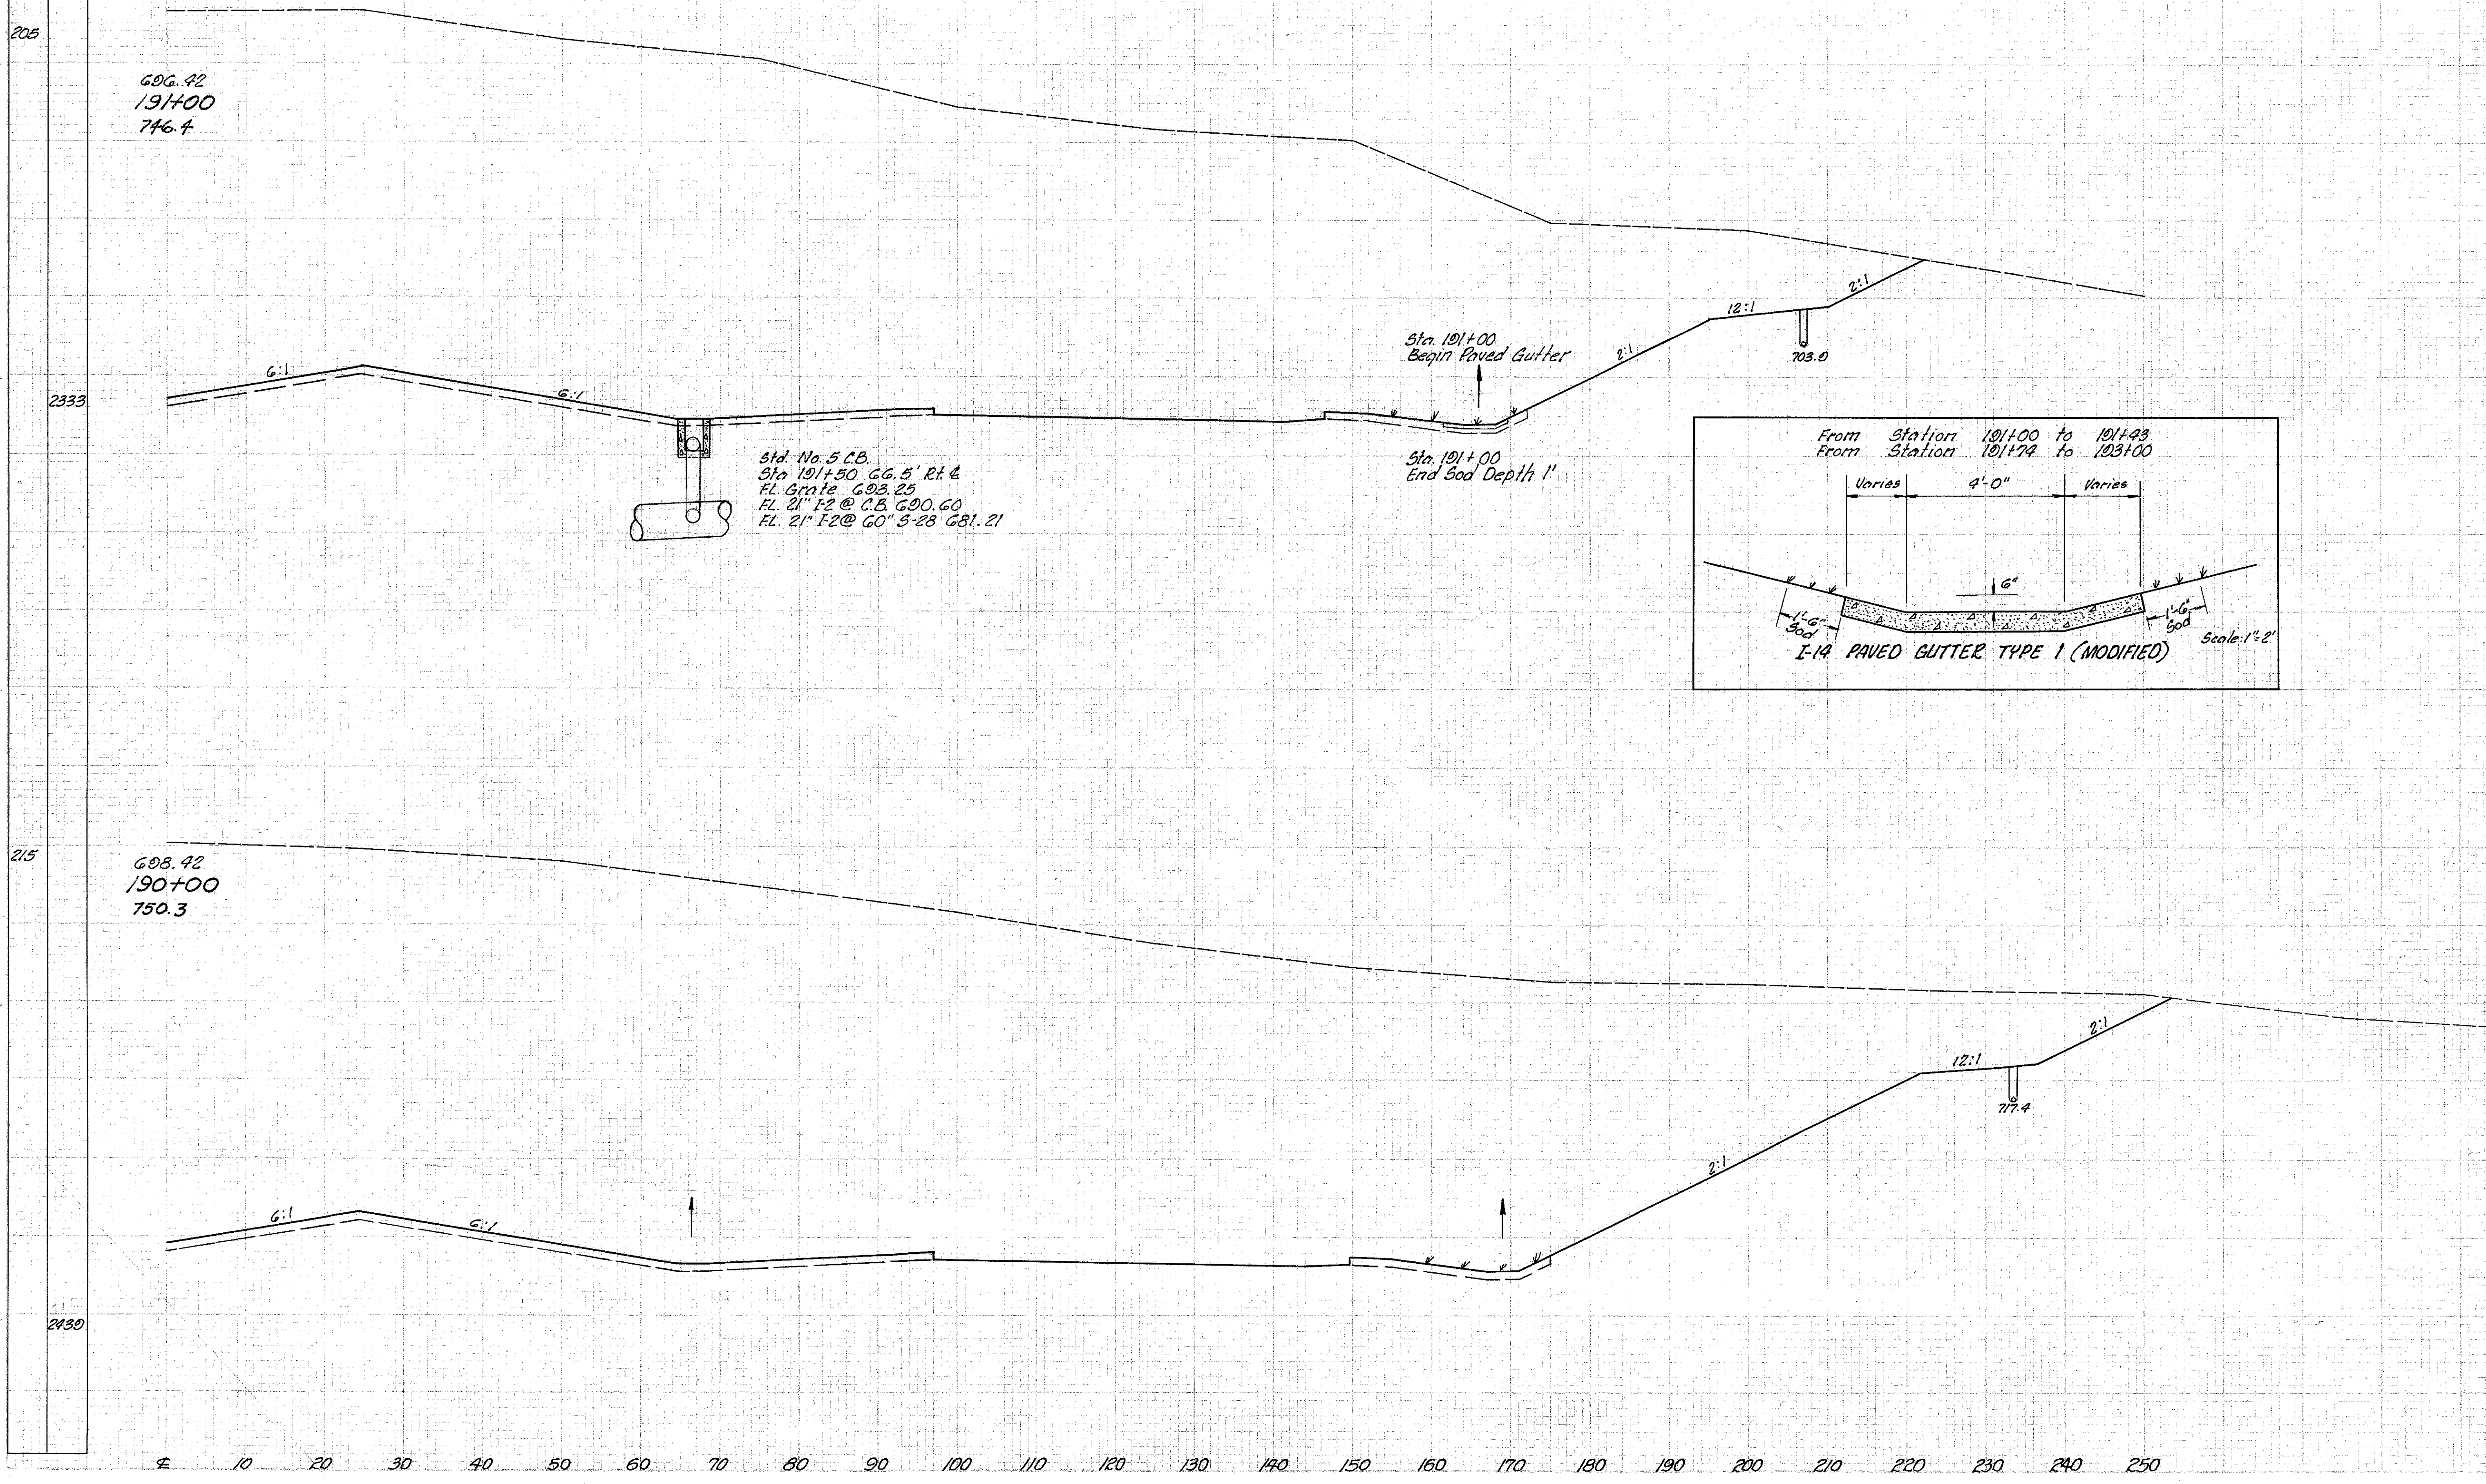 205
696.42
191+00
746.4
2:1
12:1
703.9
6:1
6:1
2333
2:1
Sta. 191+00
Begin Paved Gutter
Sta. 191+00
End Sod Depth 1'
Std. No. 5 C.B.
Sta 191+50 66.5' Rt ℄
F.L. Grate 693.25
F.L. 21" I-2 @ C.B. 690.60
F.L. 21" I-2 @ 60" S-28 681.21
From Station 191+00 to 191+43
From Station 191+74 to 193+00
Varies 4'-0" Varies
6"
1'-6" Sod
1'-6" Sod
Scale: 1"=2'
I-14 PAVED GUTTER TYPE 1 (MODIFIED)
215
698.42
190+00
750.3
2:1
12:1
717.4
2:1
6:1
6:1
2439
℄ 10 20 30 40 50 60 70 80 90 100 110 120 130 140 150 160 170 180 190 200 210 220 230 240 250